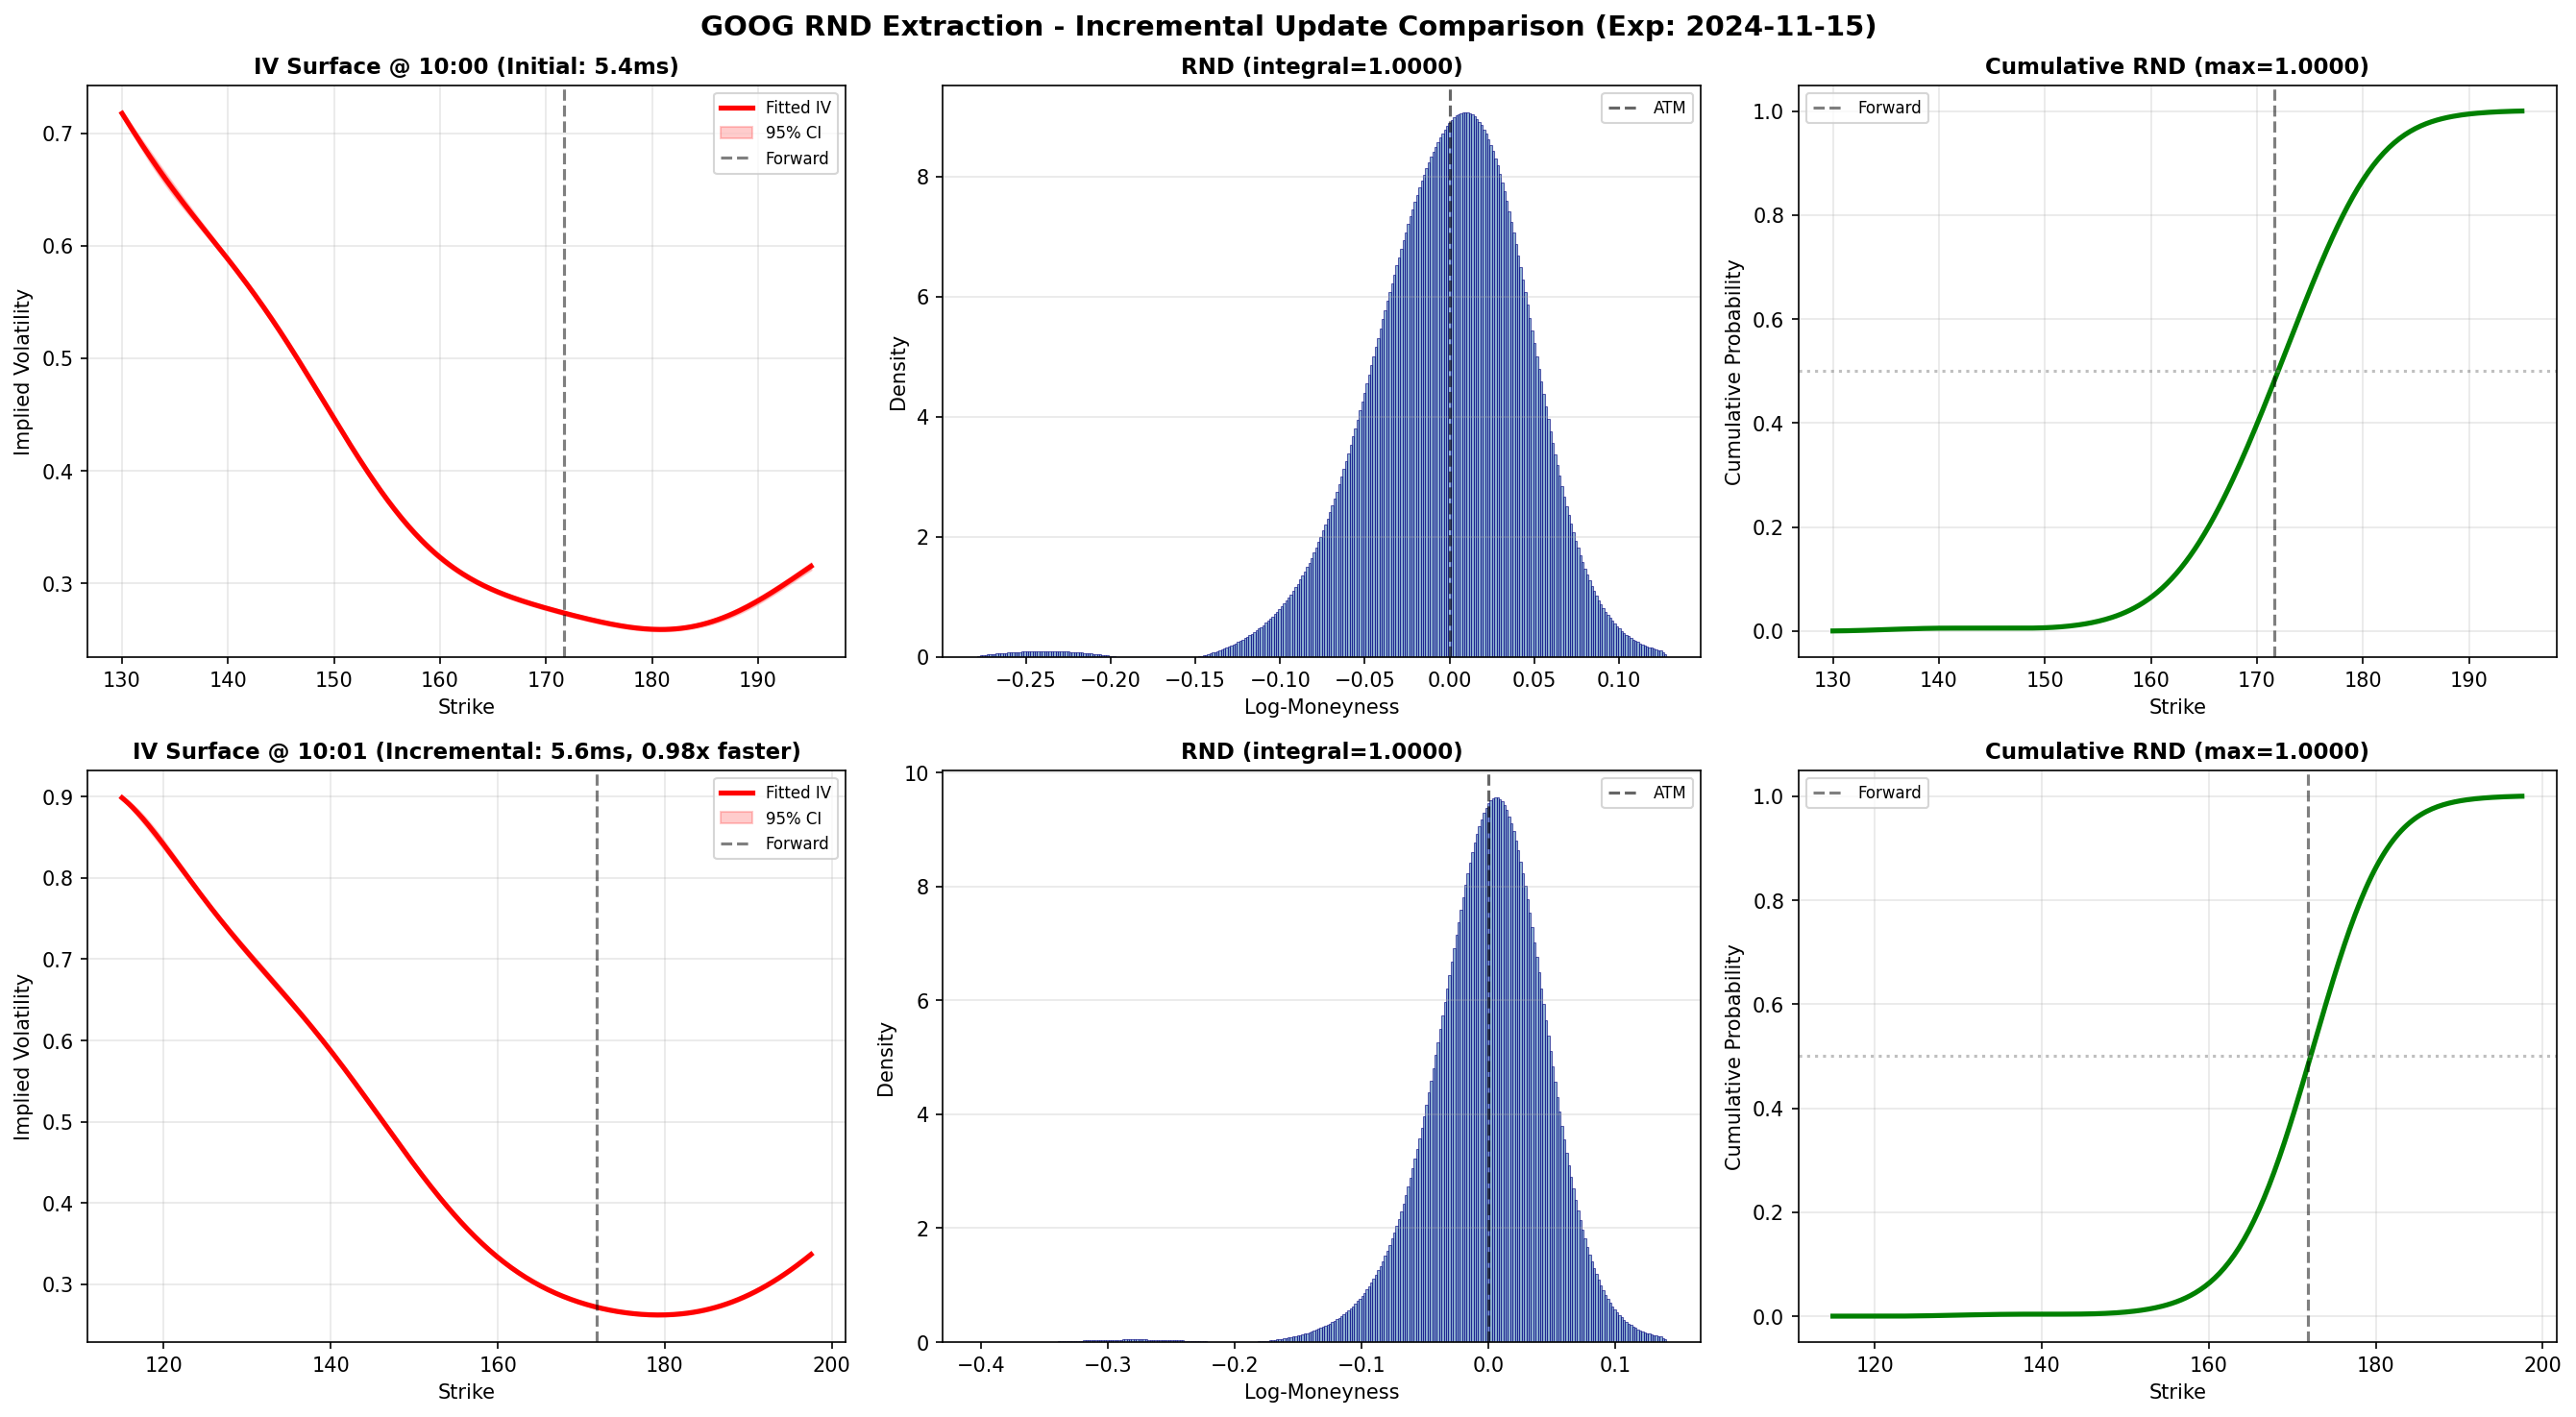 GOOG RND Extraction - Incremental Update Comparison (Exp: 2024-11-15)
IV Surface @ 10:00 (Initial: 5.4ms)
Implied Volatility
0.7
0.6
0.5
0.4
0.3
Fitted IV
95% CI
Forward
130 140 150 160 170 180 190
Strike
RND (integral=1.0000)
Density
8
6
4
2
0
ATM
−0.25 −0.20 −0.15 −0.10 −0.05 0.00 0.05 0.10
Log-Moneyness
Cumulative RND (max=1.0000)
Cumulative Probability
1.0
0.8
0.6
0.4
0.2
0.0
Forward
130 140 150 160 170 180 190
Strike
IV Surface @ 10:01 (Incremental: 5.6ms, 0.98x faster)
Implied Volatility
0.9
0.8
0.7
0.6
0.5
0.4
0.3
Fitted IV
95% CI
Forward
120 140 160 180 200
Strike
RND (integral=1.0000)
Density
10
8
6
4
2
0
ATM
−0.4 −0.3 −0.2 −0.1 0.0 0.1
Log-Moneyness
Cumulative RND (max=1.0000)
Cumulative Probability
1.0
0.8
0.6
0.4
0.2
0.0
Forward
120 140 160 180 200
Strike